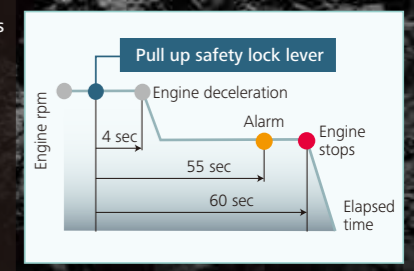 s
Pull up safety lock lever
Engine deceleration
Engine rpm
4 sec
Alarm
Engine
stops
55 sec
60 sec
Elapsed
time